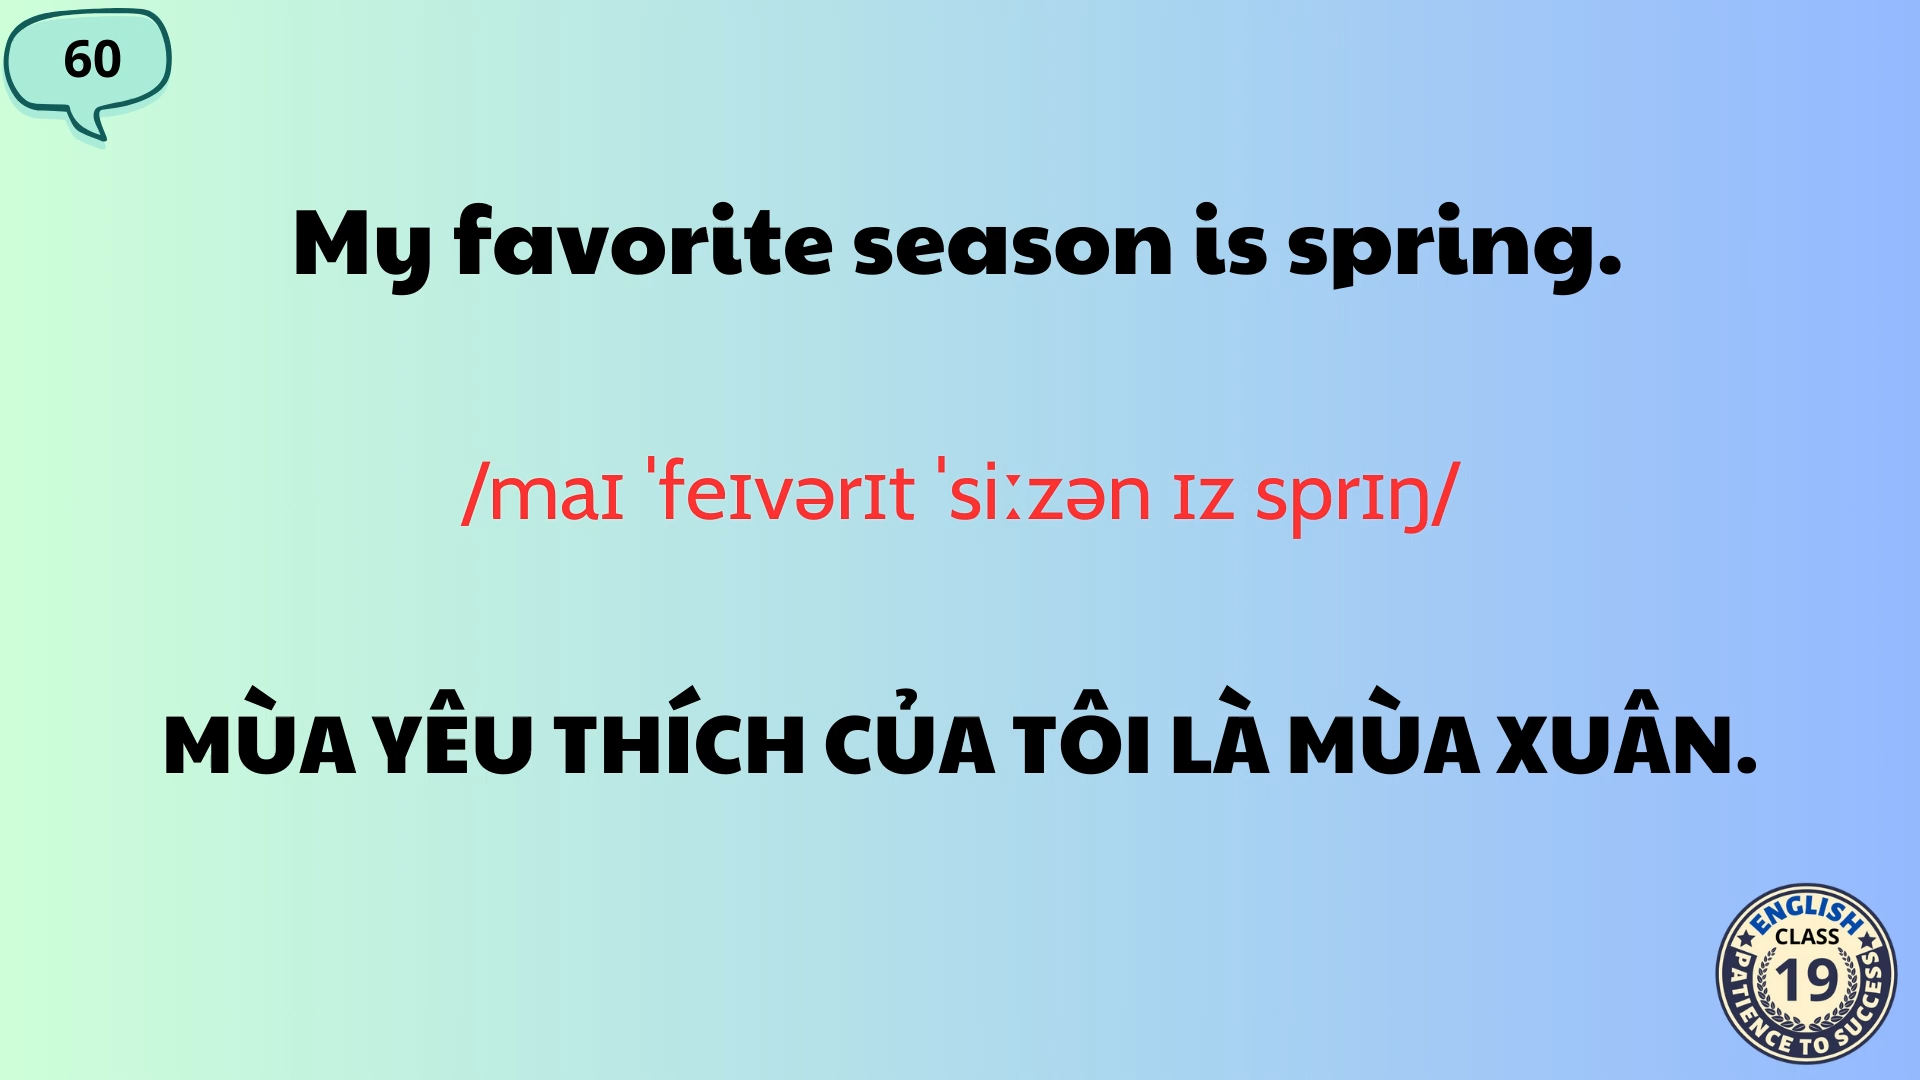 60
My favorite season is spring.
/maɪ ˈfeɪvərɪt ˈsiːzən ɪz sprɪŋ/
MÙA YÊU THÍCH CỦA TÔI LÀ MÙA XUÂN.
ENGLISH
CLASS
19
PATIENCE TO SUCCESS